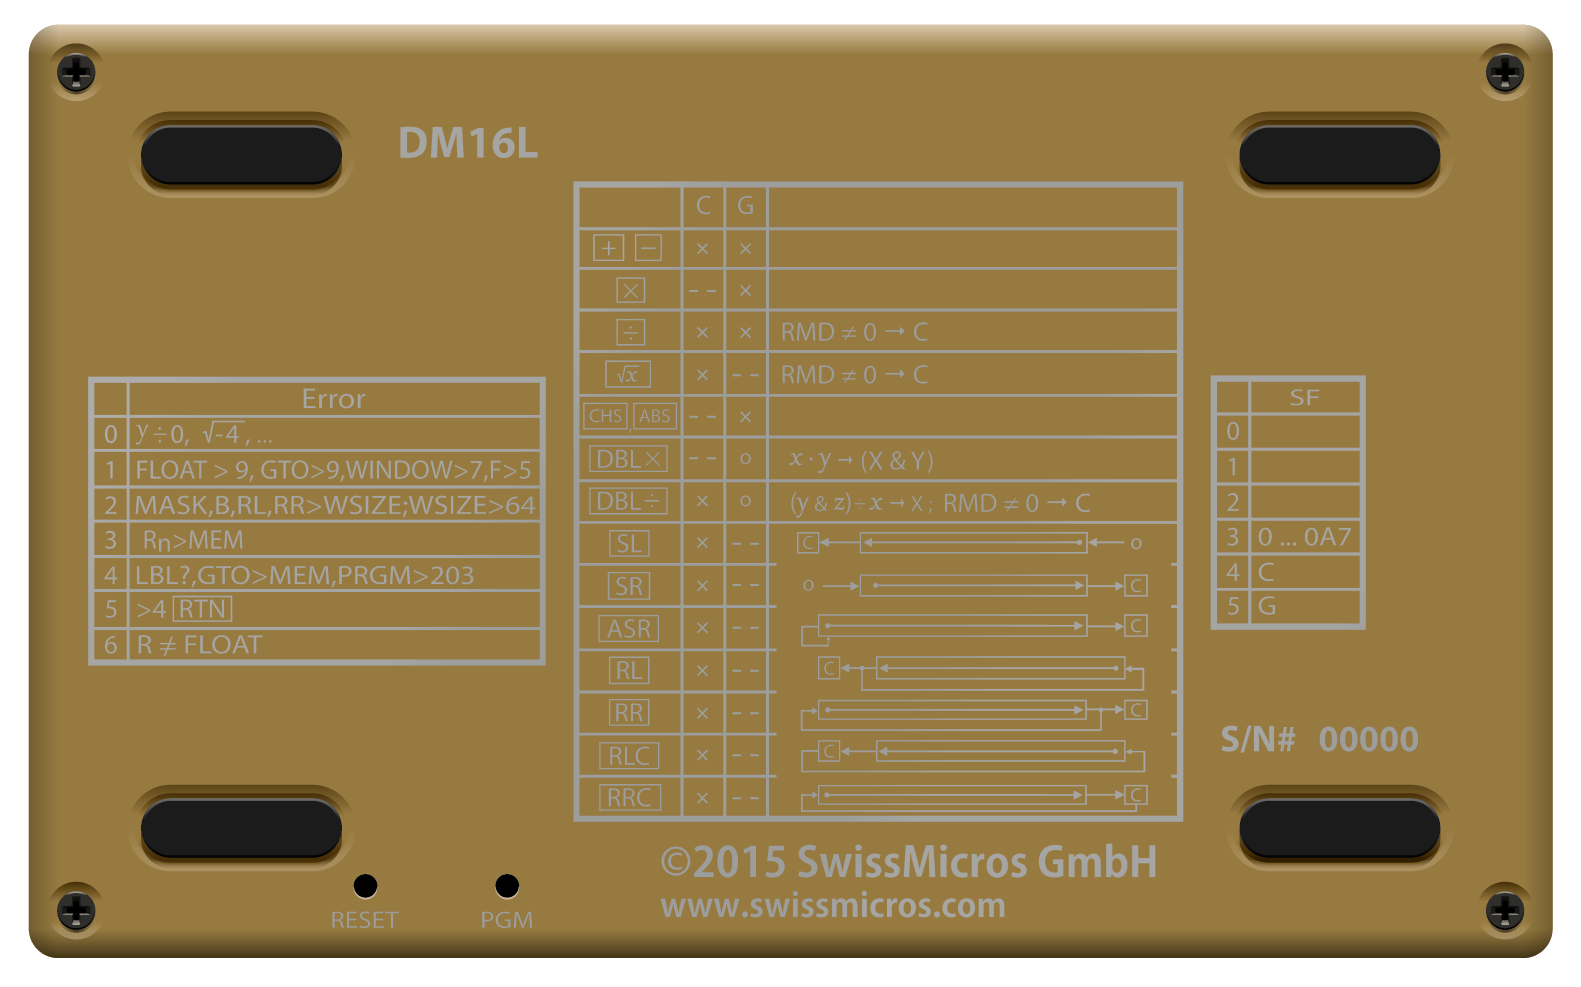 DM16L
C G
+ − × ×
× -- ×
÷ × × RMD ≠ 0 → C
√x × -- RMD ≠ 0 → C
CHS, ABS -- ×
DBL× -- o x · y → (X & Y)
DBL÷ × o (y & z) ÷ x → X ; RMD ≠ 0 → C
SL × -- C o
SR × -- o C
ASR × -- C
RL × -- C
RR × -- C
RLC × -- C
RRC × -- C
Error
0 y ÷ 0, √-4 , ...
1 FLOAT > 9, GTO>9,WINDOW>7,F>5
2 MASK,B,RL,RR>WSIZE;WSIZE>64
3 Rn>MEM
4 LBL?,GTO>MEM,PRGM>203
5 >4 RTN
6 R ≠ FLOAT
SF
0
1
2
3 0 ... 0A7
4 C
5 G
S/N# 00000
©2015 SwissMicros GmbH
www.swissmicros.com
RESET PGM